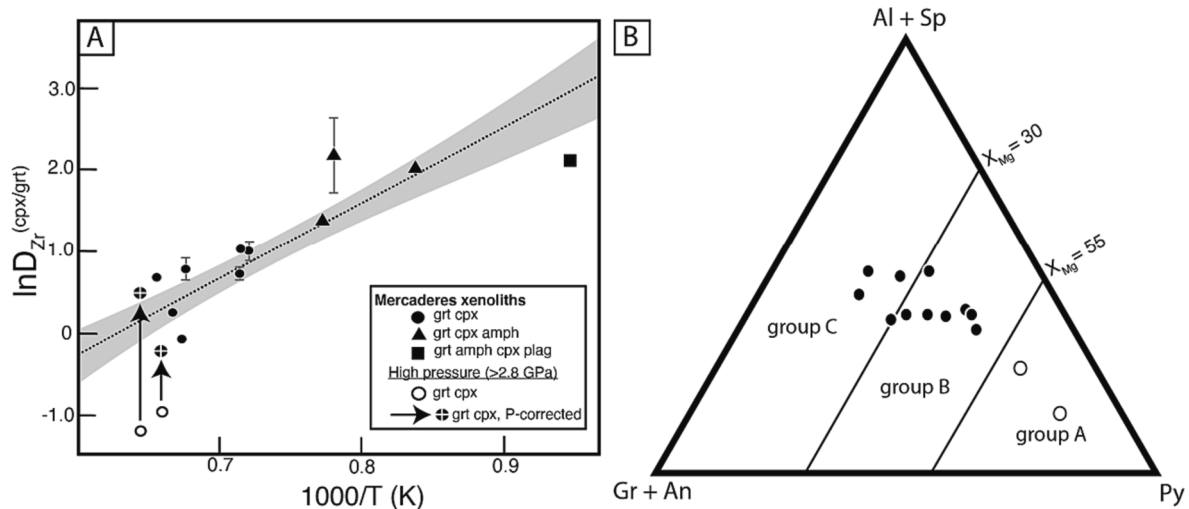 A
lnD_Zr^(cpx/grt)
3.0
2.0
1.0
0
-1.0
0.7
0.8
0.9
1000/T (K)
Mercaderes xenoliths
grt cpx
grt cpx amph
grt amph cpx plag
High pressure (>2.8 GPa)
grt cpx
grt cpx, P-corrected
B
Al + Sp
X_Mg= 30
X_Mg= 55
group C
group B
group A
Gr + An
Py